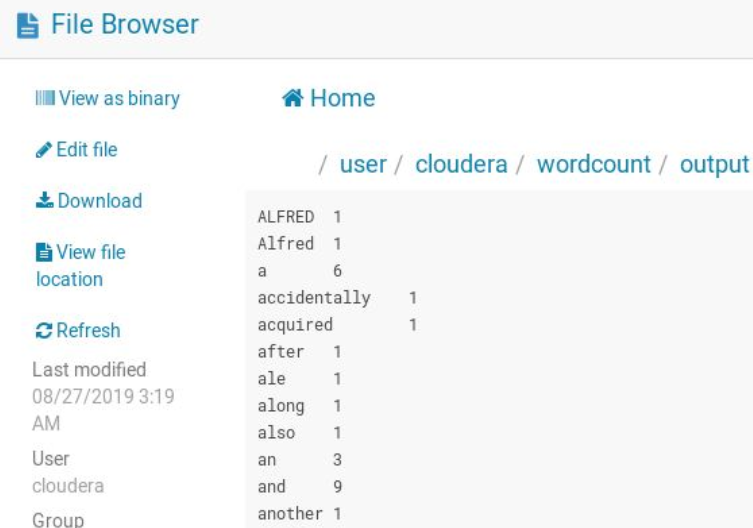 File Browser
View as binary
Edit file
Download
View file
location
Refresh
Last modified
08/27/2019 3:19
AM
User
cloudera
Group
Home
/ user / cloudera / wordcount / output
ALFRED 1
Alfred 1
a 6
accidentally 1
acquired 1
after 1
ale 1
along 1
also 1
an 3
and 9
another 1